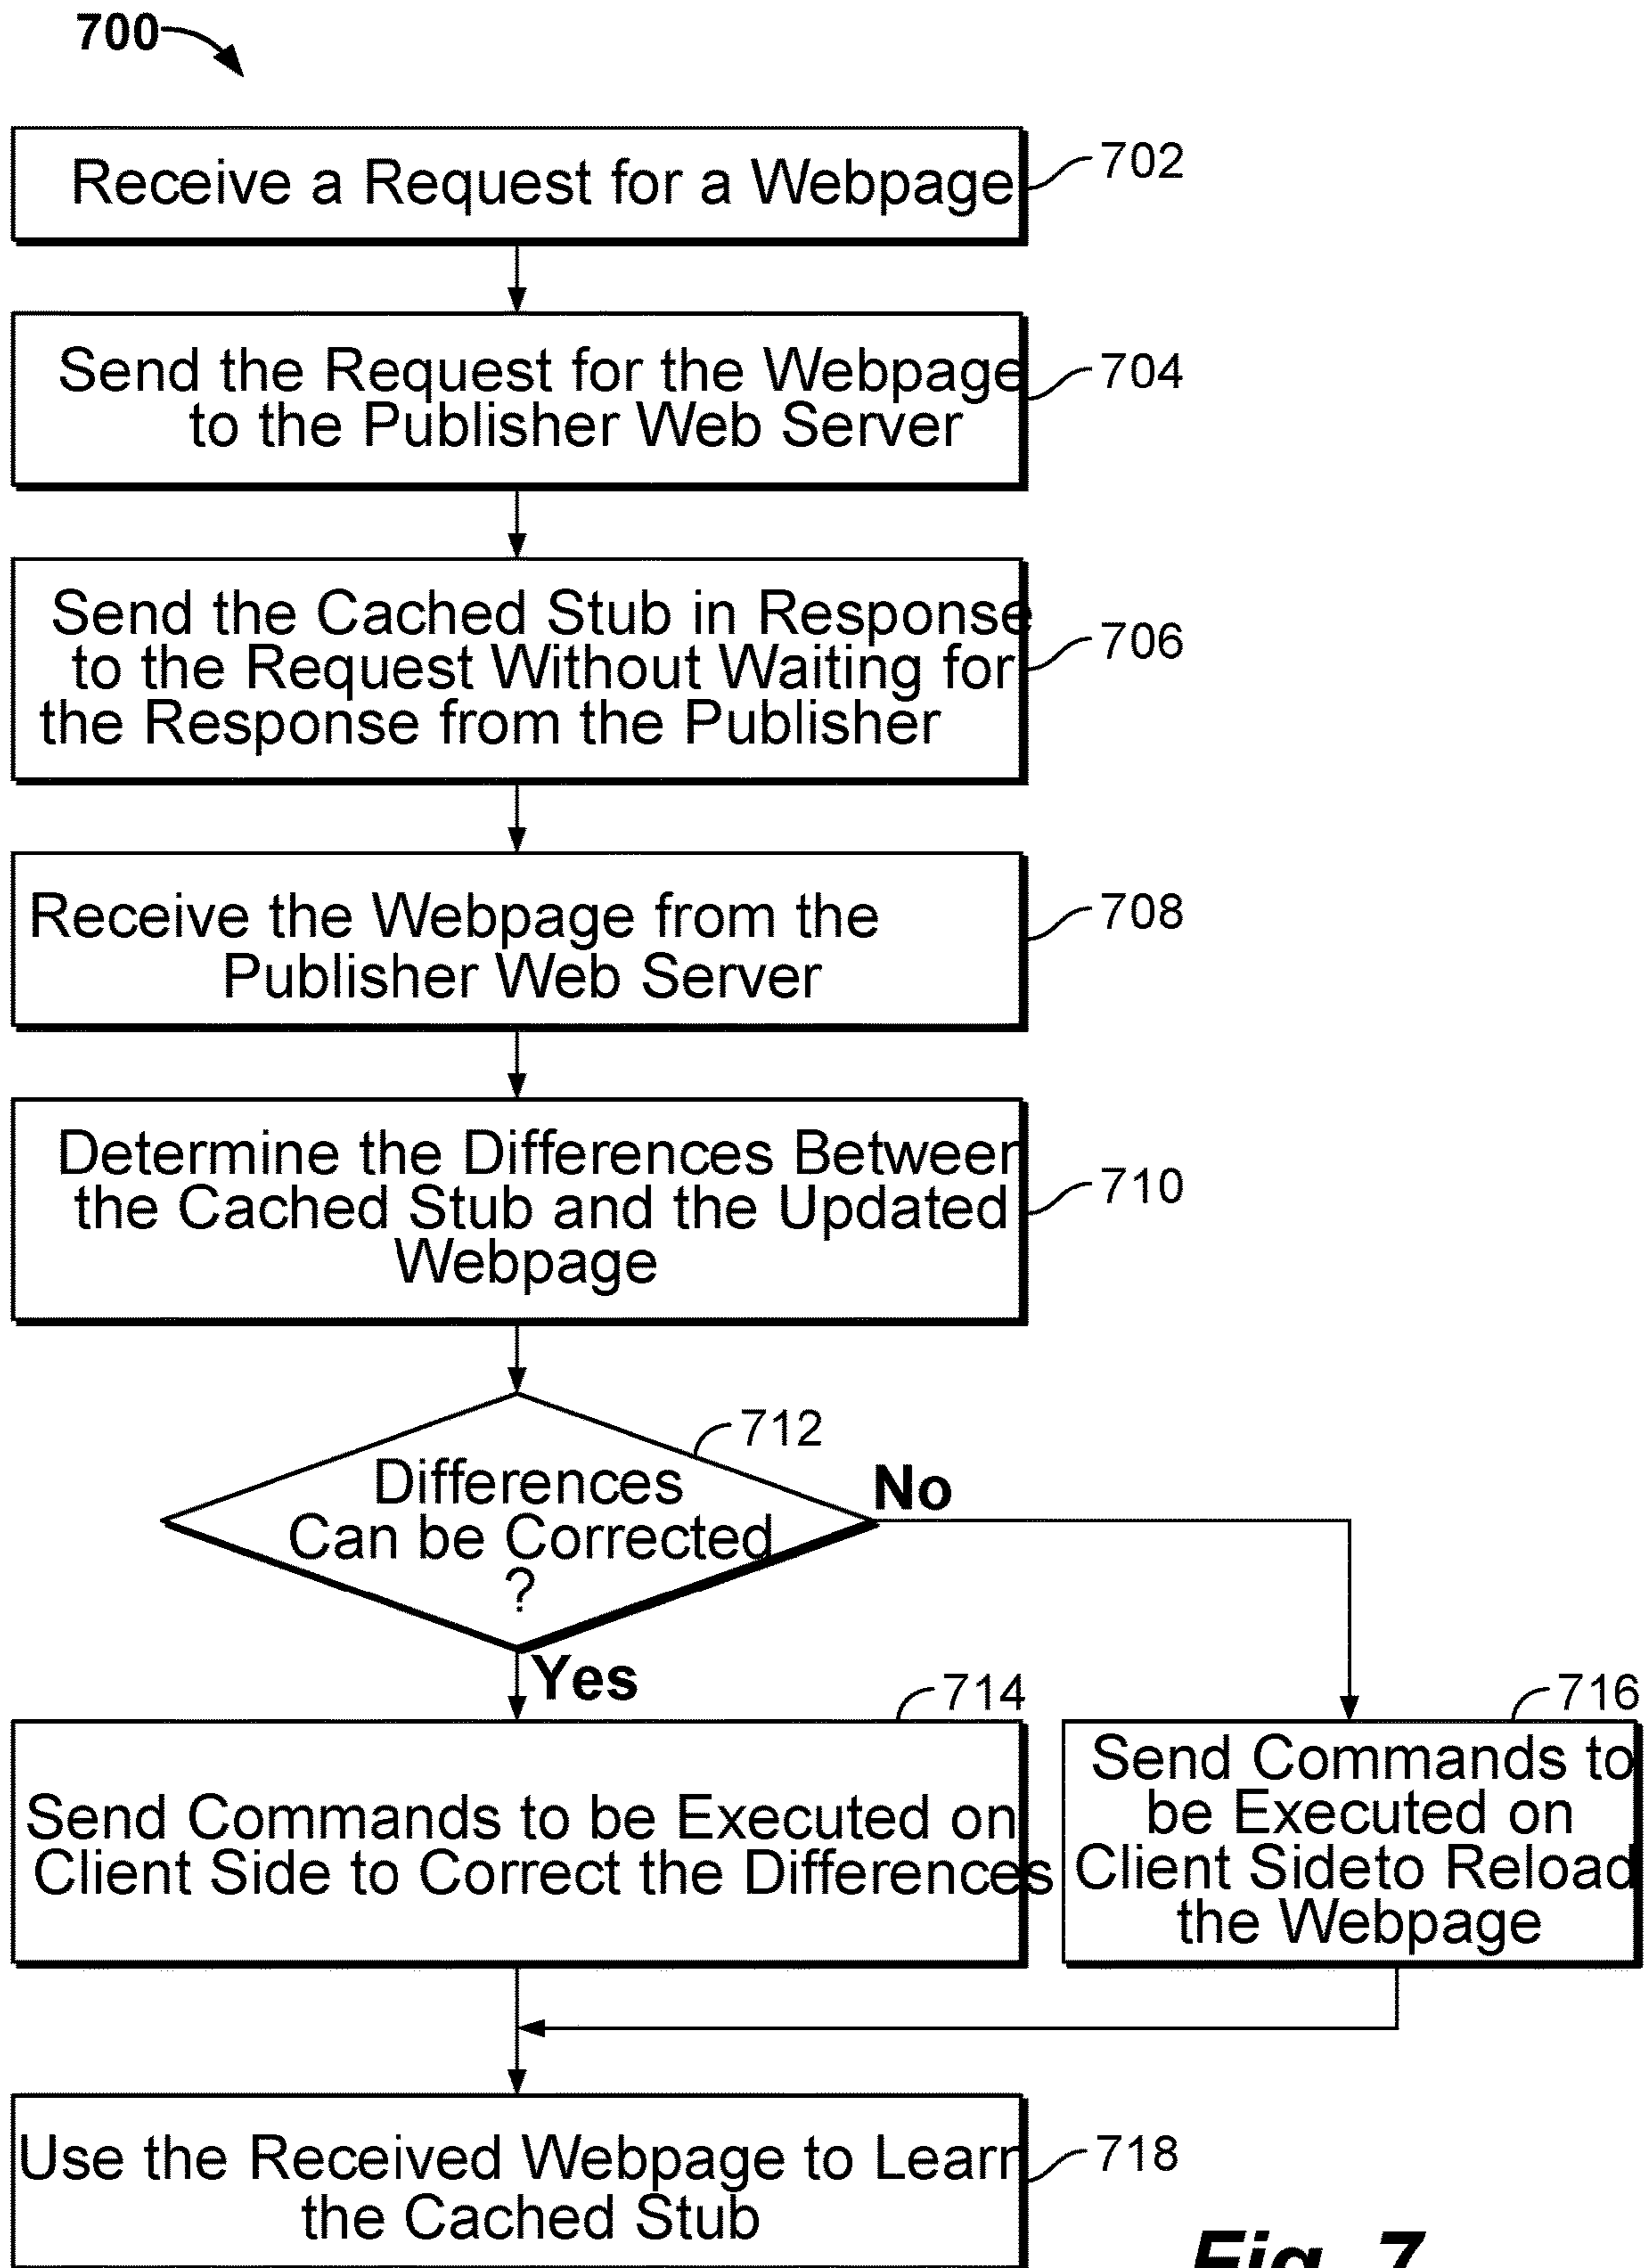 700
Receive a Request for a Webpage
702
Send the Request for the Webpage
to the Publisher Web Server
704
Send the Cached Stub in Response
to the Request Without Waiting for
the Response from the Publisher
706
Receive the Webpage from the
Publisher Web Server
708
Determine the Differences Between
the Cached Stub and the Updated
Webpage
710
712
Differences
Can be Corrected
?
No
Yes
714
Send Commands to be Executed on
Client Side to Correct the Differences
716
Send Commands to
be Executed on
Client Sideto Reload
the Webpage
Use the Received Webpage to Learn
the Cached Stub
718
Fig. 7